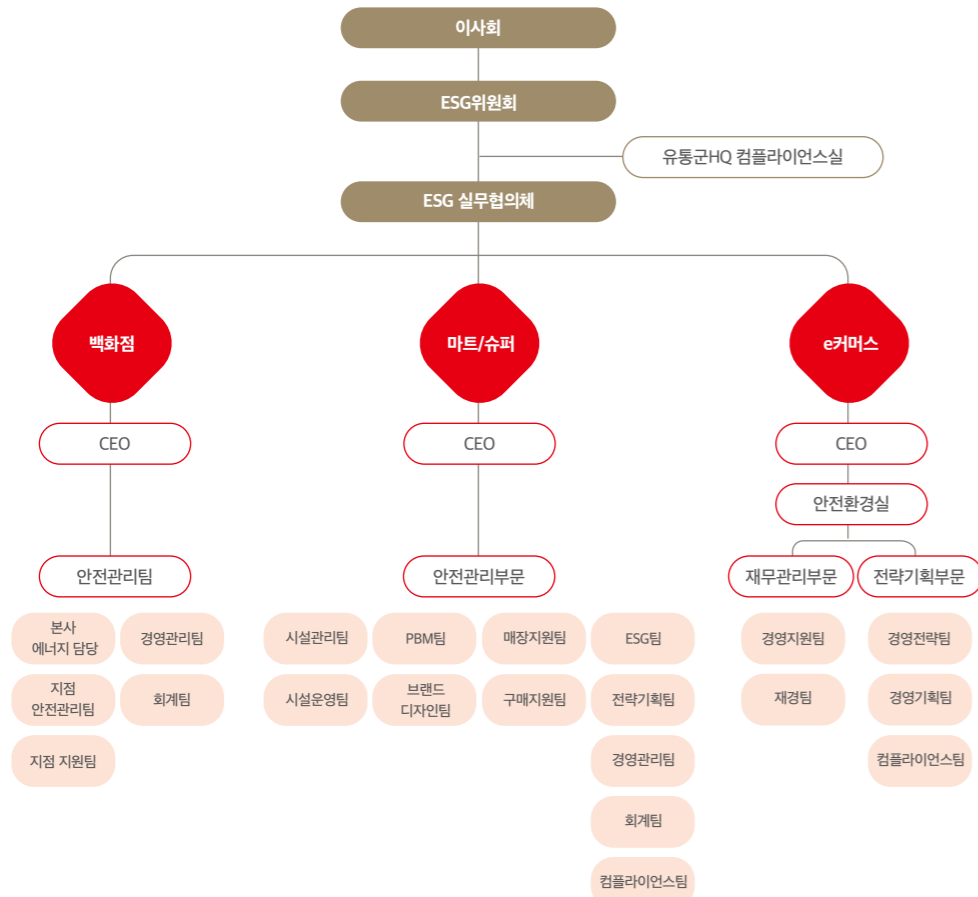 이사회
ESG위원회
유통군HQ 컴플라이언스실
ESG 실무협의체
백화점
마트/슈퍼
e커머스
CEO
CEO
CEO
안전환경실
안전관리팀
안전관리부문
재무관리부문
전략기획부문
본사
에너지 담당
경영관리팀
시설관리팀
PBM팀
매장지원팀
ESG팀
경영지원팀
경영전략팀
지점
안전관리팀
회계팀
시설운영팀
브랜드
디자인팀
구매지원팀
전략기획팀
재경팀
경영기획팀
지점 지원팀
경영관리팀
컴플라이언스팀
회계팀
컴플라이언스팀